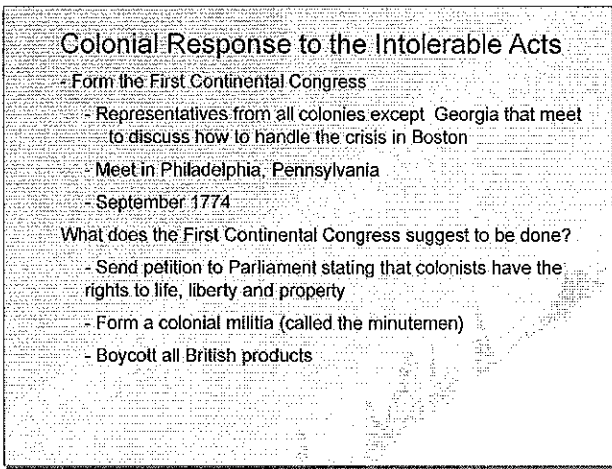 Colonial Response to the Intolerable Acts
- Form the First Continental Congress
- Representatives from all colonies except Georgia that meet
to discuss how to handle the crisis in Boston
- Meet in Philadelphia, Pennsylvania
- September 1774
What does the First Continental Congress suggest to be done?
- Send petition to Parliament stating that colonists have the
rights to life, liberty and property
- Form a colonial militia (called the minutemen)
- Boycott all British products